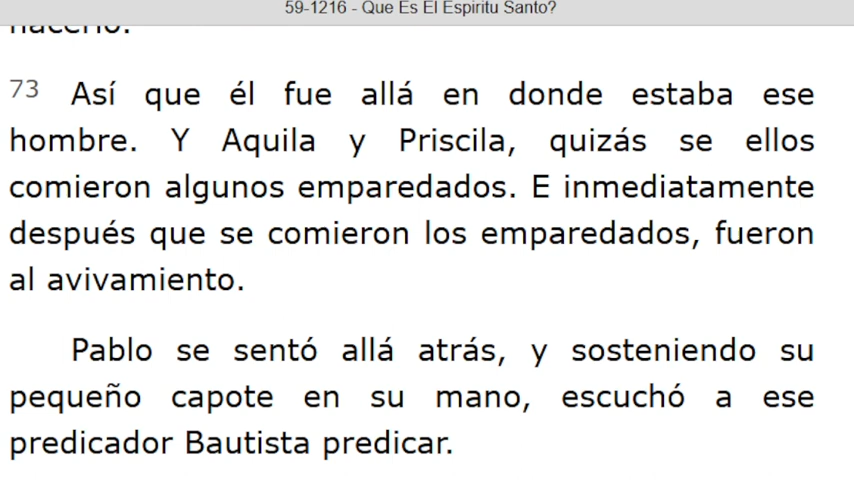 59-1216 - Que Es El Espiritu Santo?
hacerlo.
73 Así que él fue allá en donde estaba ese
hombre. Y Aquila y Priscila, quizás se ellos
comieron algunos emparedados. E inmediatamente
después que se comieron los emparedados, fueron
al avivamiento.
Pablo se sentó allá atrás, y sosteniendo su
pequeño capote en su mano, escuchó a ese
predicador Bautista predicar.